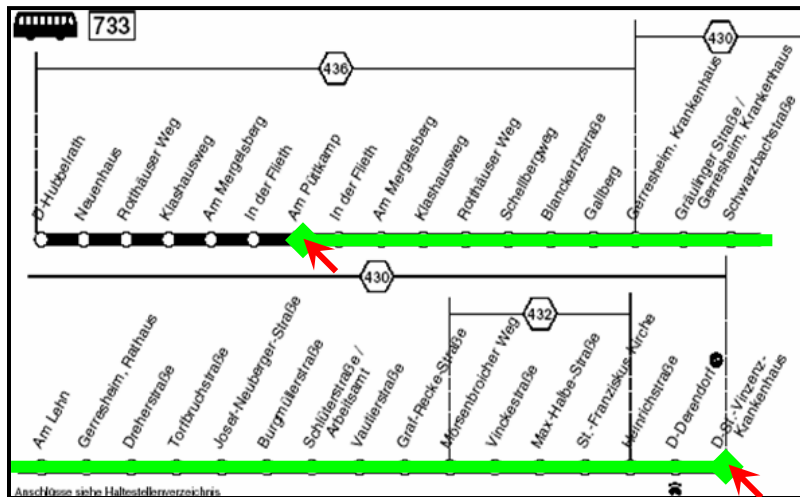 733
436
430
D-Hubbelrath
Neuenhaus
Rotthäuser Weg
Klashausweg
Am Mergelsberg
In der Flieth
Am Püttkamp
In der Flieth
Am Mergelsberg
Klashausweg
Rotthäuser Weg
Schellbergweg
Blanckertzstraße
Gallberg
Gerresheim, Krankenhaus
Gräulinger Straße /
Gerresheim, Krankenhaus
Schwarzbachstraße
430
432
Am Lehn
Gerresheim, Rathaus
Dreherstraße
Torfbruchstraße
Josef-Neuberger-Straße
Burgmüllerstraße
Schlüterstraße /
Arbeitsamt
Vautierstraße
Graf-Recke-Straße
Mörsenbroicher Weg
Vinckestraße
Max-Halbe-Straße
St.-Franziskus-Kirche
Heinrichstraße
D-Derendorf
D-St.-Vinzenz-
Krankenhaus
Anschlüsse siehe Haltestellenverzeichnis